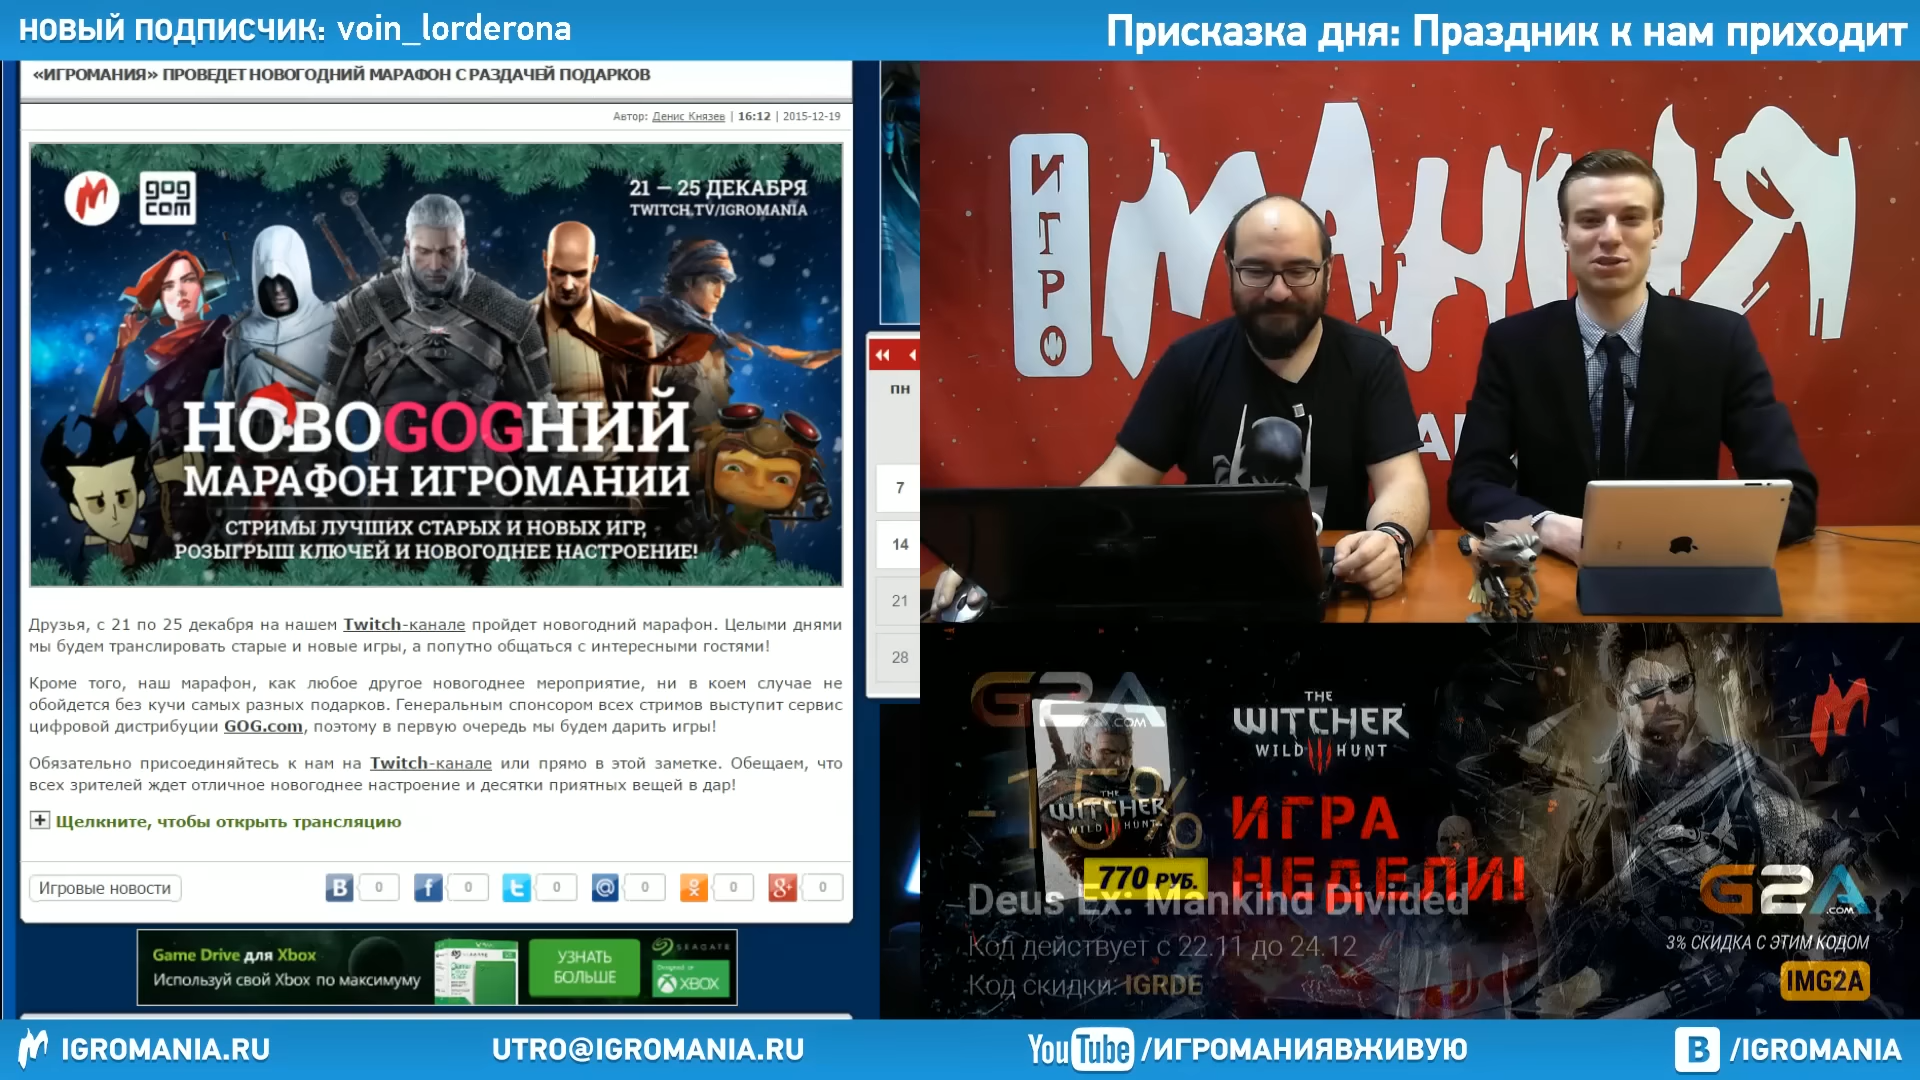 НОВЫЙ ПОДПИСЧИК: voin_lorderona
Присказка дня: Праздник к нам приходит
«ИГРОМАНИЯ» ПРОВЕДЕТ НОВОГОДНИЙ МАРАФОН С РАЗДАЧЕЙ ПОДАРКОВ
Автор: Денис Князев | 16:12 | 2015-12-19
gog
com
21 — 25 ДЕКАБРЯ
TWITCH.TV/IGROMANIA
НОВОGOGНИЙ
МАРАФОН ИГРОМАНИИ
СТРИМЫ ЛУЧШИХ СТАРЫХ И НОВЫХ ИГР,
РОЗЫГРЫШ КЛЮЧЕЙ И НОВОГОДНЕЕ НАСТРОЕНИЕ!
Друзья, с 21 по 25 декабря на нашем Twitch-канале пройдет новогодний марафон. Целыми днями
мы будем транслировать старые и новые игры, а попутно общаться с интересными гостями!
Кроме того, наш марафон, как любое другое новогоднее мероприятие, ни в коем случае не
обойдется без кучи самых разных подарков. Генеральным спонсором всех стримов выступит сервис
цифровой дистрибуции GOG.com, поэтому в первую очередь мы будем дарить игры!
Обязательно присоединяйтесь к нам на Twitch-канале или прямо в этой заметке. Обещаем, что
всех зрителей ждет отличное новогоднее настроение и десятки приятных вещей в дар!
Щелкните, чтобы открыть трансляцию
Игровые новости
В 0 f 0 t 0 @ 0 0 g+ 0
Game Drive для Xbox
Используй свой Xbox по максимуму
УЗНАТЬ
БОЛЬШЕ
SEAGATE
XBOX
пн
7
14
21
28
ИГРО
МАНИЯ
G2A
.COM
-15%
THE
WITCHER
WILD HUNT
770 РУБ.
THE
WITCHER
WILD HUNT
ИГРА
НЕДЕЛИ!
Deus Ex: Mankind Divided
Код действует с 22.11 до 24.12
Код скидки: IGRDE
G2A
.COM
3% СКИДКА С ЭТИМ КОДОМ
IMG2A
IGROMANIA.RU
UTRO@IGROMANIA.RU
YouTube /ИГРОМАНИЯВЖИВУЮ
В /IGROMANIA